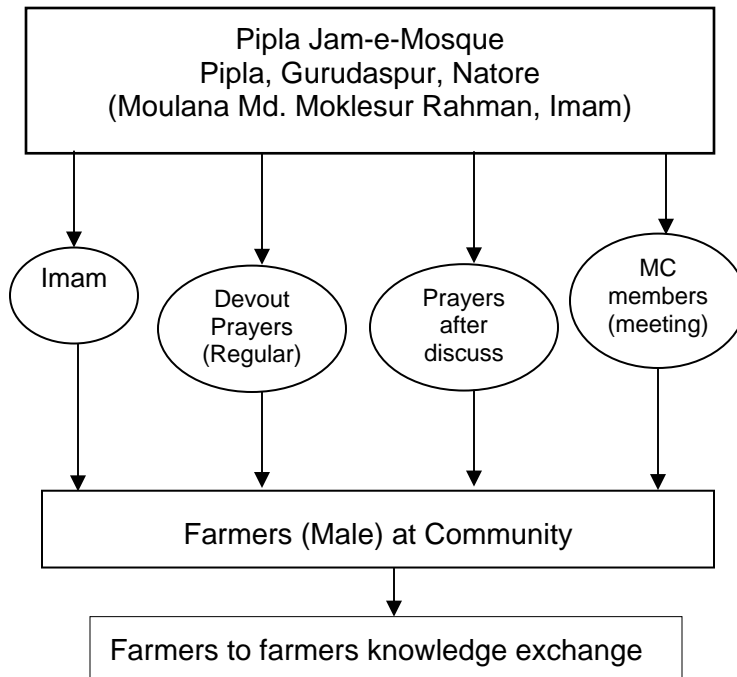 Pipla Jam-e-Mosque
Pipla, Gurudaspur, Natore
(Moulana Md. Moklesur Rahman, Imam)
Imam
Devout
Prayers
(Regular)
Prayers
after
discuss
MC
members
(meeting)
Farmers (Male) at Community
Farmers to farmers knowledge exchange